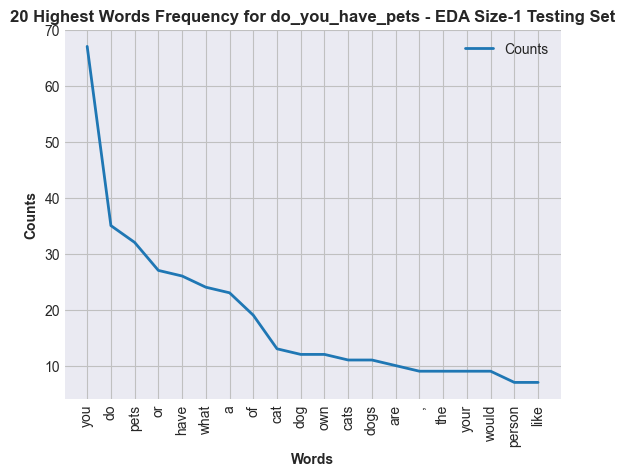 20 Highest Words Frequency for do_you_have_pets - EDA Size-1 Testing Set
Counts
70
60
50
40
30
20
10
Counts
you
do
pets
or
have
what
a
of
cat
dog
own
cats
dogs
are
,
the
your
would
person
like
Words